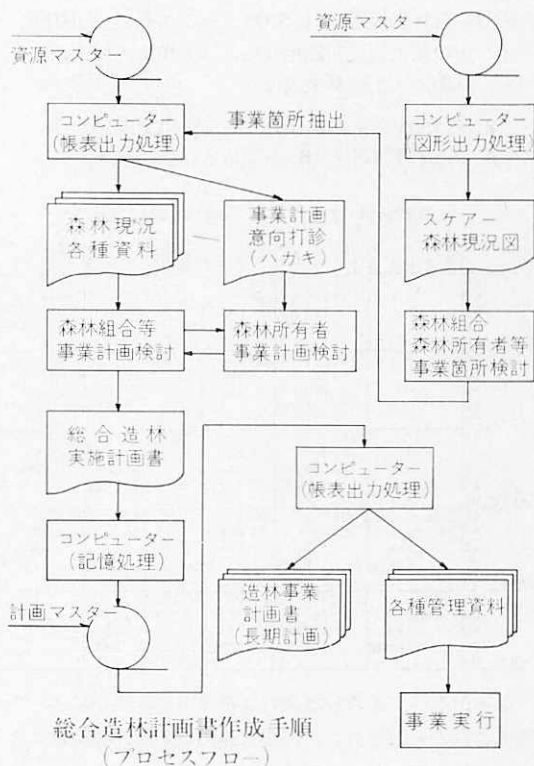 資源マスター
コンピューター
(帳表出力処理)
森林現況
各種資料
事業計画
意向打診
(ハガキ)
森林組合等
事業計画検討
森林所有者
事業計画検討
総合造林
実施計画書
コンピューター
(記憶処理)
計画マスター
資源マスター
コンピューター
(図形出力処理)
事業箇所抽出
スケアー
森林現況図
森林組合
森林所有者等
事業箇所検討
コンピューター
(帳表出力処理)
造林事業
計画書
(長期計画)
各種管理資料
事業実行
総合造林計画書作成手順
(プロセスフロー)